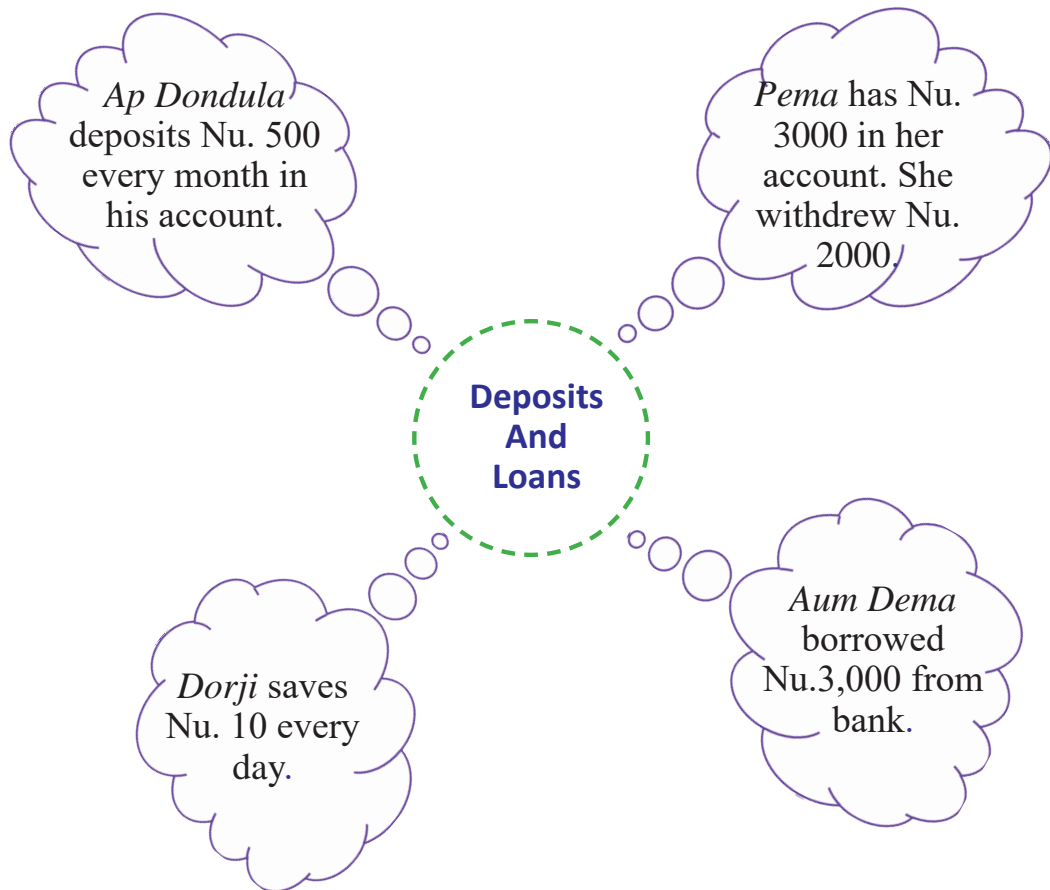 Ap Dondula
deposits Nu. 500
every month in
his account.
Pema has Nu.
3000 in her
account. She
withdrew Nu.
2000.
Deposits
And
Loans
Dorji saves
Nu. 10 every
day.
Aum Dema
borrowed
Nu.3,000 from
bank.